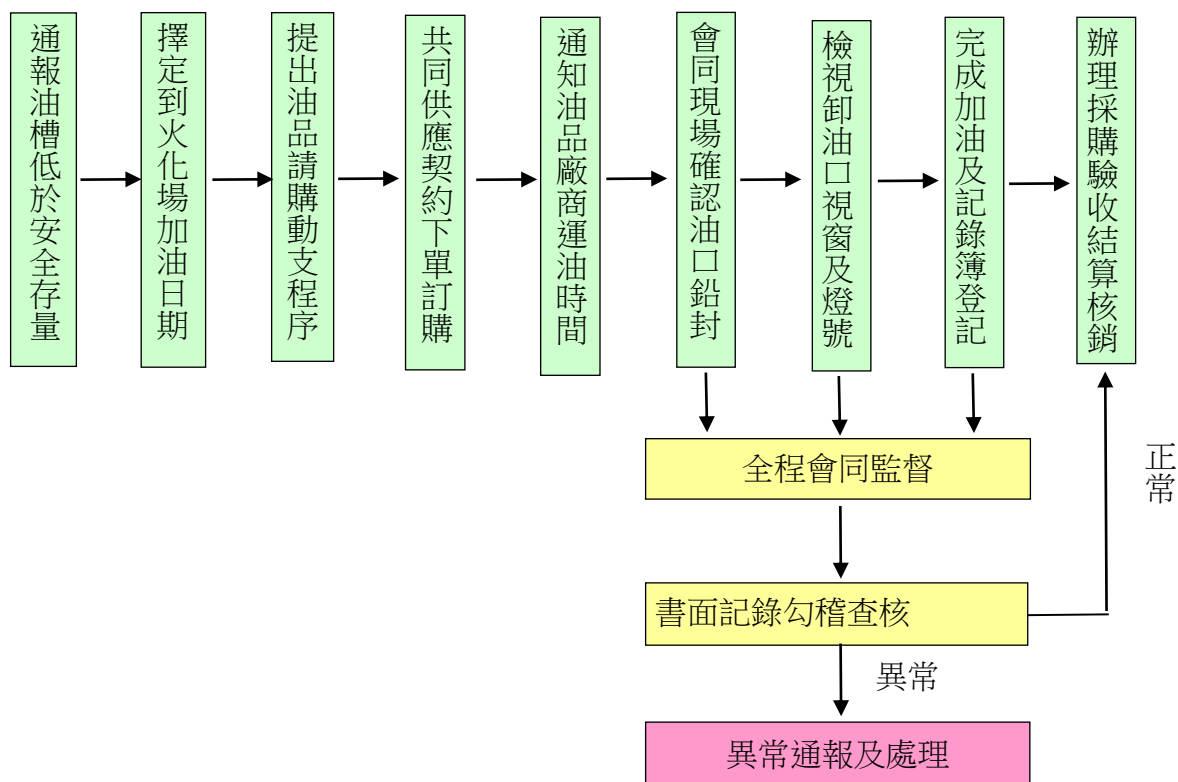 通報油槽低於安全存量
擇定到火化場加油日期
提出油品請購動支程序
共同供應契約下單訂購
通知油品廠商運油時間
會同現場確認油口鉛封
檢視卸油口視窗及燈號
完成加油及記錄簿登記
辦理採購驗收結算核銷
全程會同監督
正常
書面記錄勾稽查核
異常
異常通報及處理